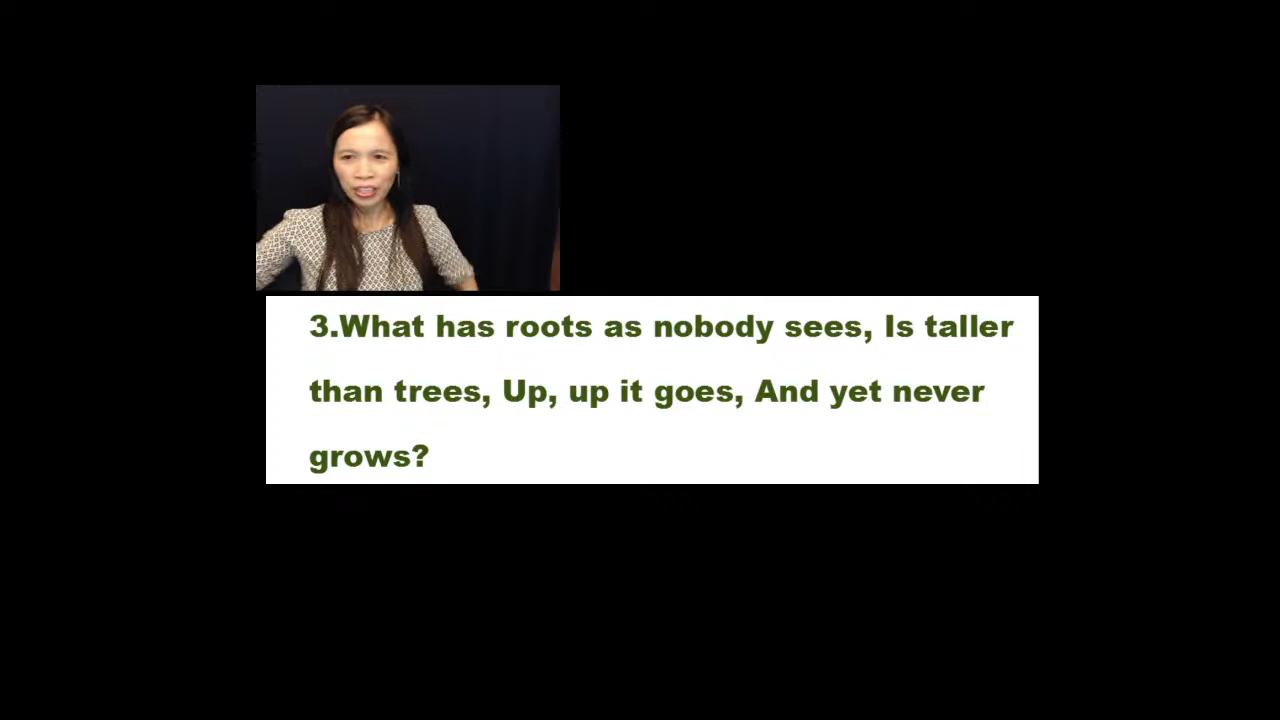 3.What has roots as nobody sees, Is taller
than trees, Up, up it goes, And yet never
grows?